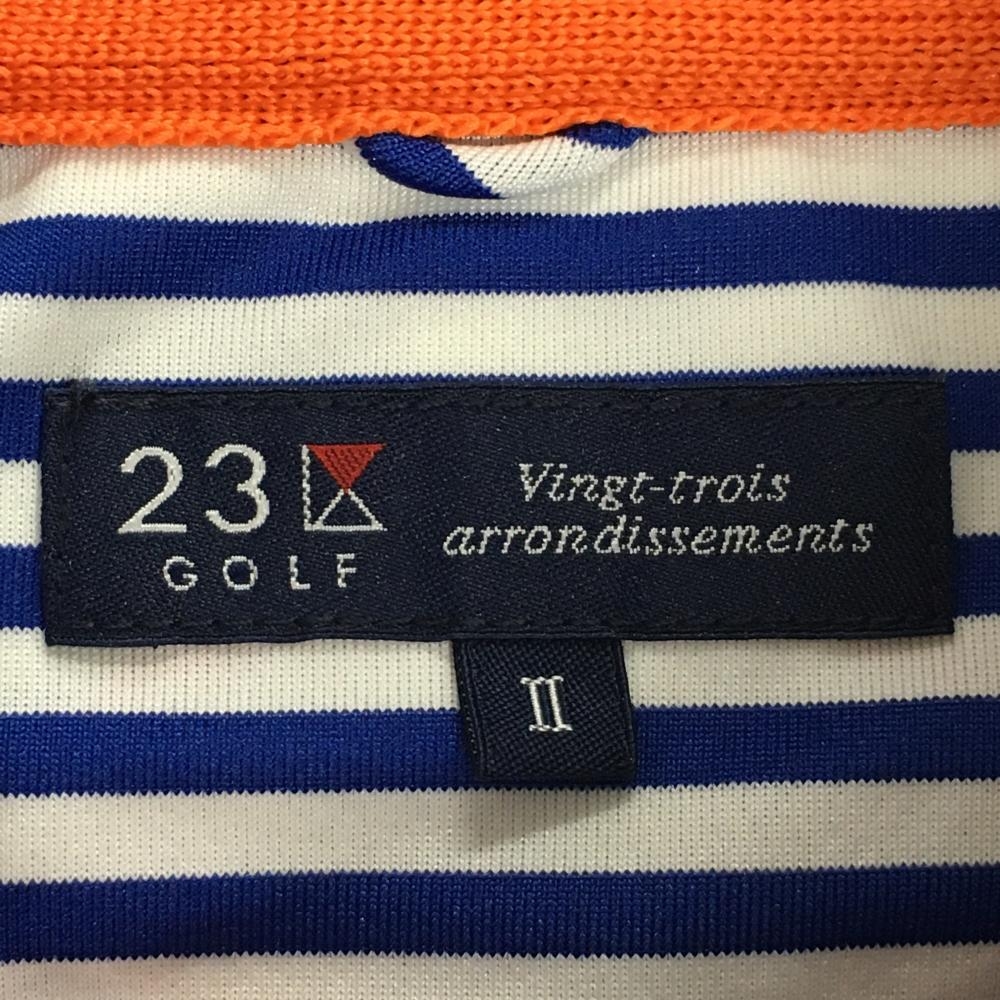 23
GOLF
Vingt-trois
arrondissements
II